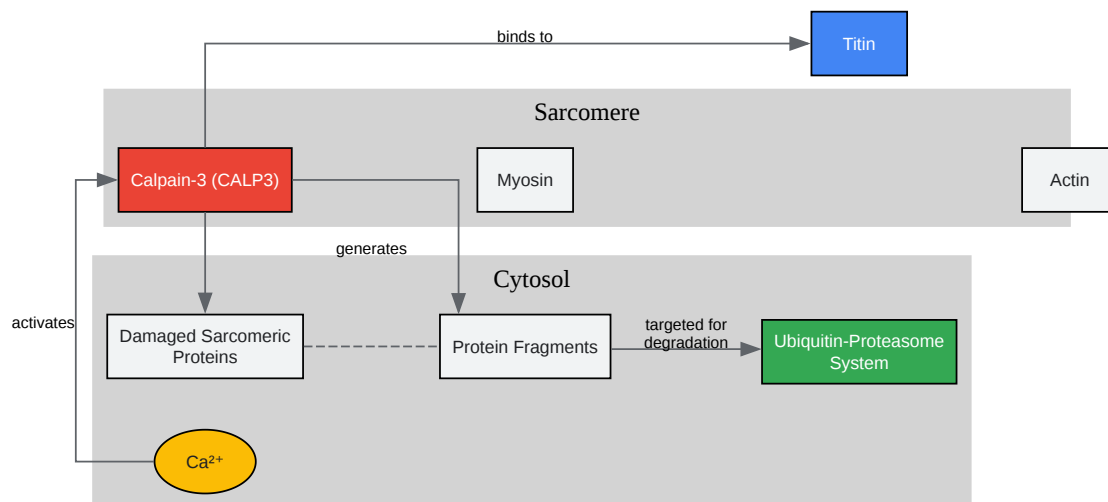 binds to
Titin
Sarcomere
Calpain-3 (CALP3)
Myosin
Actin
generates
Cytosol
activates
Damaged Sarcomeric
Proteins
Protein Fragments
targeted for
degradation
Ubiquitin-Proteasome
System
Ca²⁺